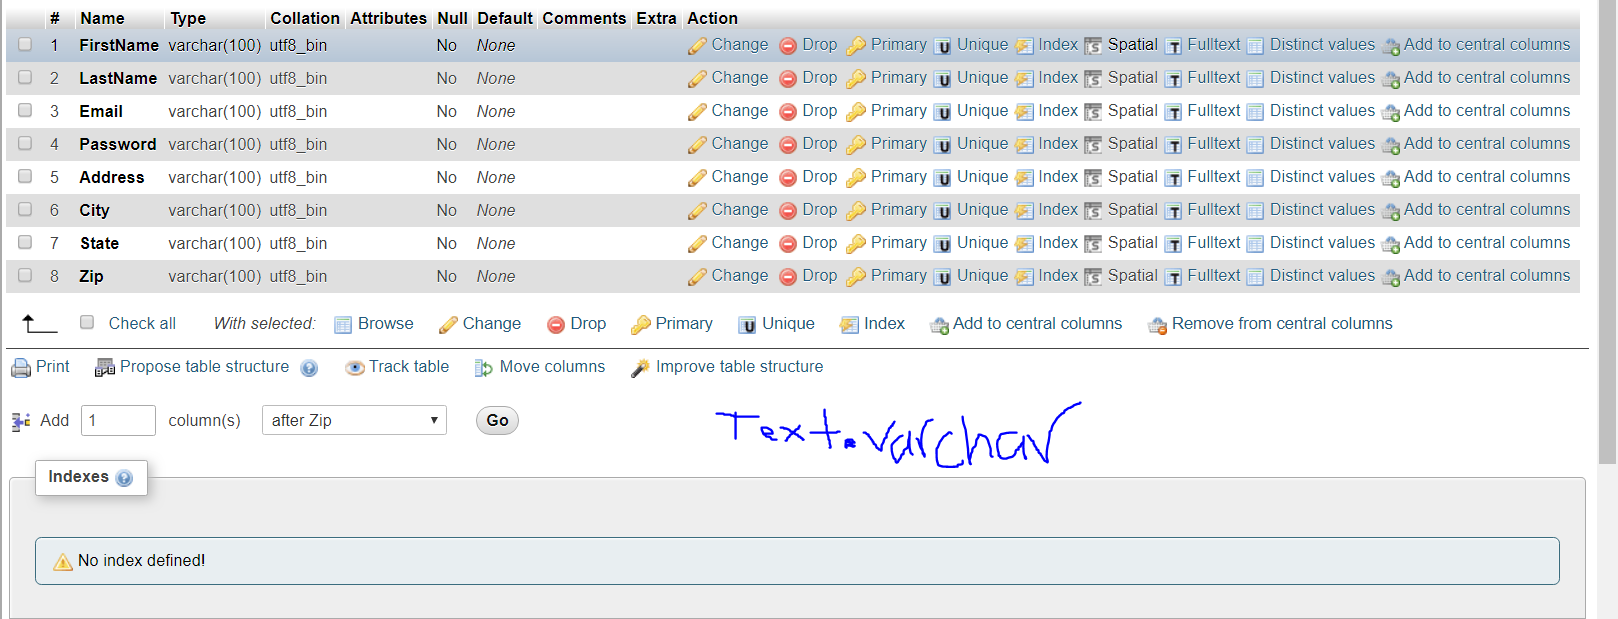 # Name Type Collation Attributes Null Default Comments Extra Action
1 FirstName varchar(100) utf8_bin No None Change Drop Primary Unique Index Spatial Fulltext Distinct values Add to central columns
2 LastName varchar(100) utf8_bin No None Change Drop Primary Unique Index Spatial Fulltext Distinct values Add to central columns
3 Email varchar(100) utf8_bin No None Change Drop Primary Unique Index Spatial Fulltext Distinct values Add to central columns
4 Password varchar(100) utf8_bin No None Change Drop Primary Unique Index Spatial Fulltext Distinct values Add to central columns
5 Address varchar(100) utf8_bin No None Change Drop Primary Unique Index Spatial Fulltext Distinct values Add to central columns
6 City varchar(100) utf8_bin No None Change Drop Primary Unique Index Spatial Fulltext Distinct values Add to central columns
7 State varchar(100) utf8_bin No None Change Drop Primary Unique Index Spatial Fulltext Distinct values Add to central columns
8 Zip varchar(100) utf8_bin No None Change Drop Primary Unique Index Spatial Fulltext Distinct values Add to central columns
Check all With selected: Browse Change Drop Primary Unique Index Add to central columns Remove from central columns
Print Propose table structure Track table Move columns Improve table structure
Add 1 column(s) after Zip Go
Text.varchar
Indexes
No index defined!